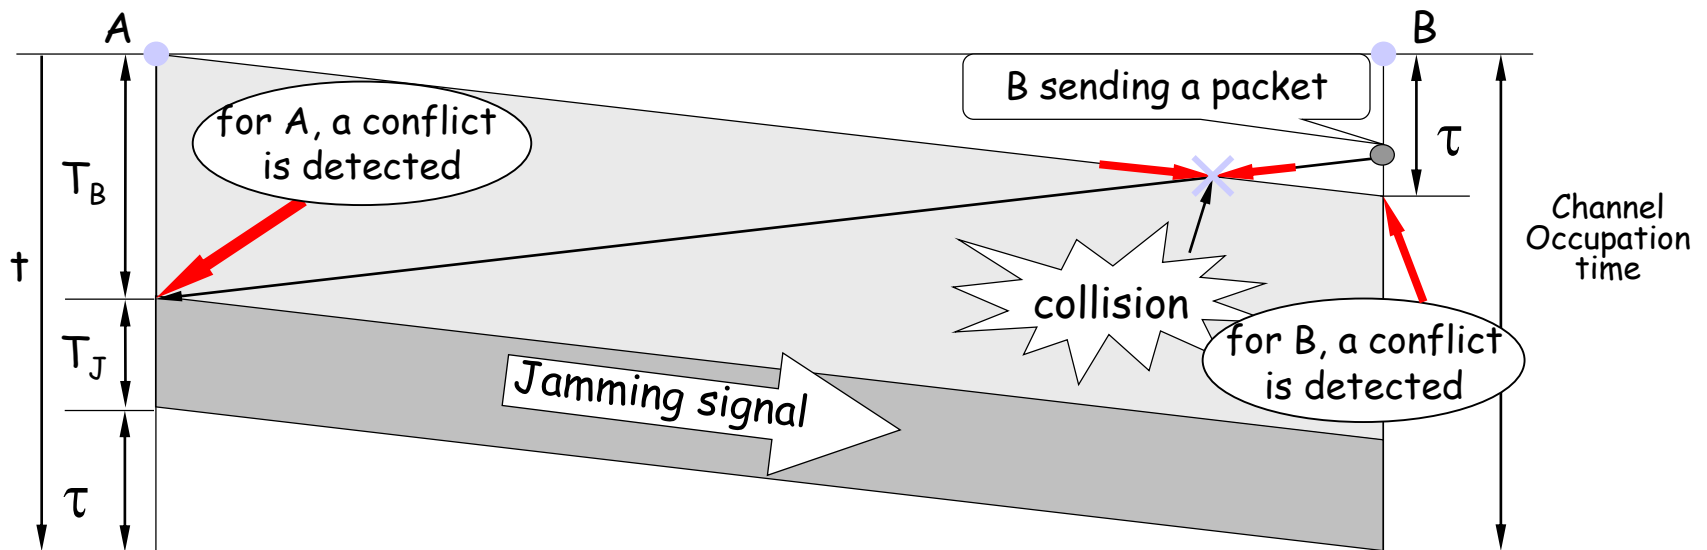 A
B
B sending a packet
for A, a conflict
is detected
τ
T_B
Channel
Occupation
time
t
collision
for B, a conflict
is detected
T_J
Jamming signal
τ